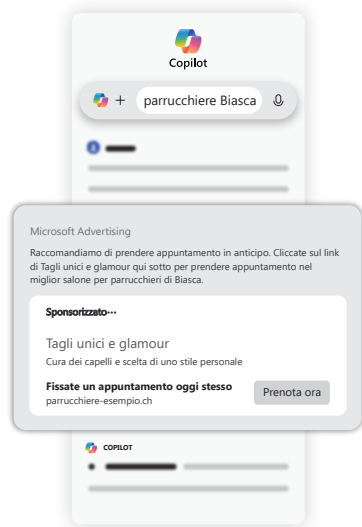 Copilot
parrucchiere Biasca
Microsoft Advertising
Raccomandiamo di prendere appuntamento in anticipo. Cliccate sul link
di Tagli unici e glamour qui sotto per prendere appuntamento nel
miglior salone per parrucchieri di Biasca.
Sponsorizzato···
Tagli unici e glamour
Cura dei capelli e scelta di uno stile personale
Fissate un appuntamento oggi stesso
parrucchiere-esempio.ch
Prenota ora
COPILOT